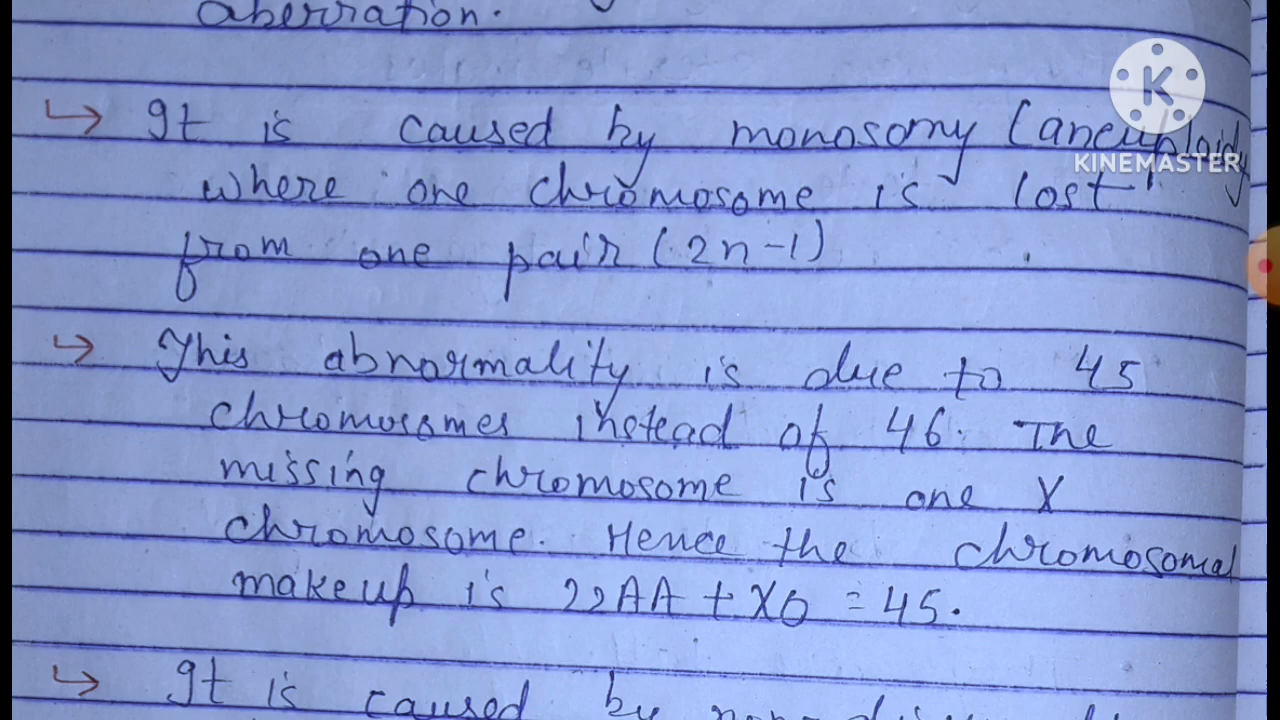 aberration.
↳ It is caused by monosomy (aneuploidy
where one chromosome is lost
from one pair (2n-1)
↳ This abnormality is due to 45
chromosomes instead of 46. The
missing chromosome is one X
chromosome. Hence the chromosomal
makeup is 22AA + XO = 45.
↳ It is caused by
KINEMASTER